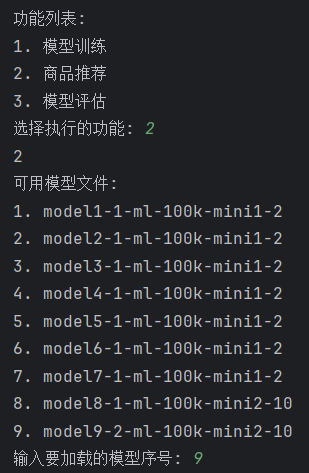 功能列表:
1. 模型训练
2. 商品推荐
3. 模型评估
选择执行的功能: 2
2
可用模型文件:
1. model1-1-ml-100k-mini1-2
2. model2-1-ml-100k-mini1-2
3. model3-1-ml-100k-mini1-2
4. model4-1-ml-100k-mini1-2
5. model5-1-ml-100k-mini1-2
6. model6-1-ml-100k-mini1-2
7. model7-1-ml-100k-mini1-2
8. model8-1-ml-100k-mini2-10
9. model9-2-ml-100k-mini2-10
输入要加载的模型序号: 9